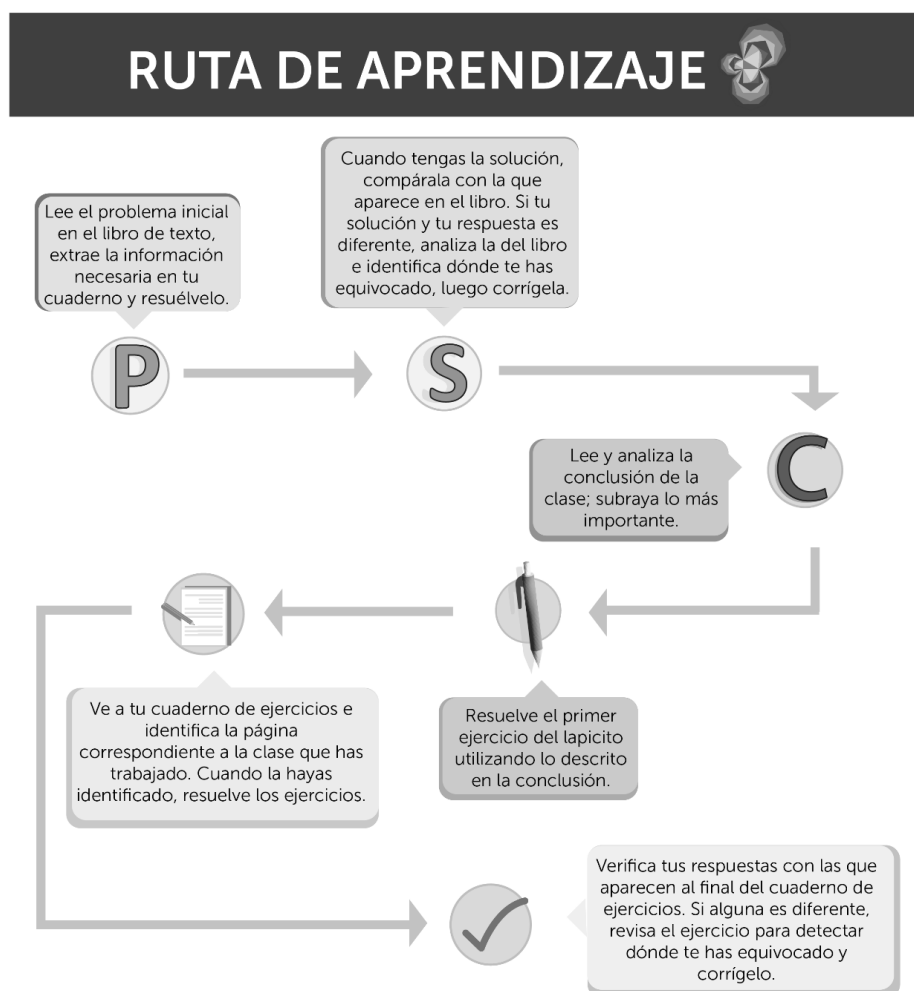 RUTA DE APRENDIZAJE
Lee el problema inicial
en el libro de texto,
extrae la información
necesaria en tu
cuaderno y resuélvelo.
P
Cuando tengas la solución,
compárala con la que
aparece en el libro. Si tu
solución y tu respuesta es
diferente, analiza la del libro
e identifica dónde te has
equivocado, luego corrígela.
S
Lee y analiza la
conclusión de la
clase; subraya lo más
importante.
C
Resuelve el primer
ejercicio del lapicito
utilizando lo descrito
en la conclusión.
Ve a tu cuaderno de ejercicios e
identifica la página
correspondiente a la clase que has
trabajado. Cuando la hayas
identificado, resuelve los ejercicios.
Verifica tus respuestas con las que
aparecen al final del cuaderno de
ejercicios. Si alguna es diferente,
revisa el ejercicio para detectar
dónde te has equivocado y
corrígelo.